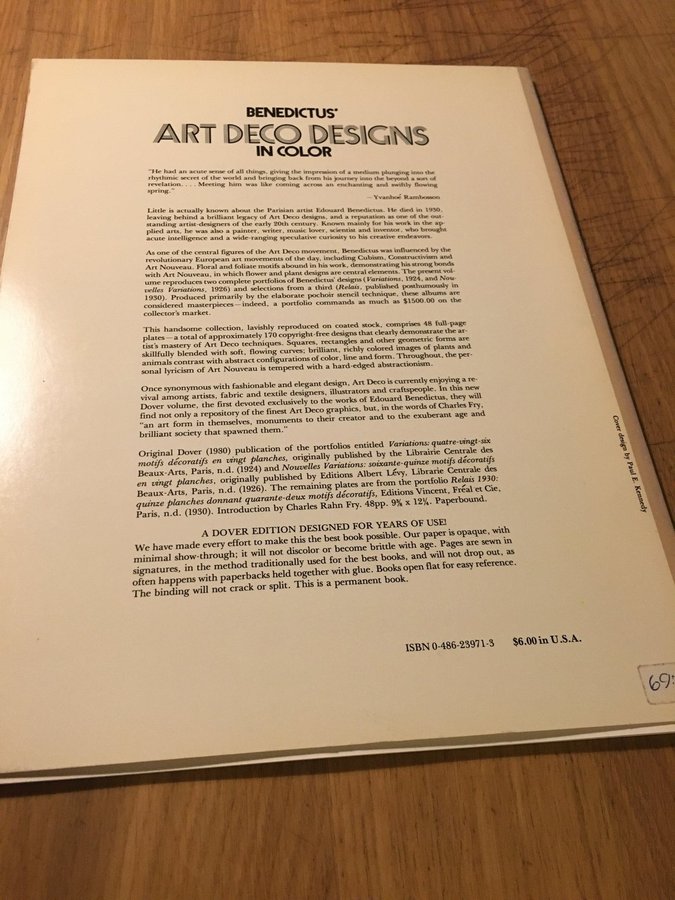 BENEDICTUS'
ART DECO DESIGNS
IN COLOR
"He had an acute sense of all things, giving the impression of a medium plunging into the
rhythmic secret of the world and bringing back from his journey into the beyond a sort of
revelation. . . . Meeting him was like coming across an enchanting and swiftly flowing
spring."
—Yvanhoé Rambosson
Little is actually known about the Parisian artist Edouard Benedictus. He died in 1930,
leaving behind a brilliant legacy of Art Deco designs, and a reputation as one of the out-
standing artist-designers of the early 20th century. Known mainly for his work in the ap-
plied arts, he was also a painter, writer, music lover, scientist and inventor, who brought
acute intelligence and a wide-ranging speculative curiosity to his creative endeavors.
As one of the central figures of the Art Deco movement, Benedictus was influenced by the
revolutionary European art movements of the day, including Cubism, Constructivism and
Art Nouveau. Floral and foliate motifs abound in his work, demonstrating his strong bonds
with Art Nouveau, in which flower and plant designs are central elements. The present vol-
ume reproduces two complete portfolios of Benedictus' designs (Variations, 1924, and Nou-
velles Variations, 1926) and selections from a third (Relais, published posthumously in
1930). Produced primarily by the elaborate pochoir stencil technique, these albums are
considered masterpieces—indeed, a portfolio commands as much as $1500.00 on the
collector's market.
This handsome collection, lavishly reproduced on coated stock, comprises 48 full-page
plates—a total of approximately 170 copyright-free designs that clearly demonstrate the ar-
tist's mastery of Art Deco techniques. Squares, rectangles and other geometric forms are
skillfully blended with soft, flowing curves; brilliant, richly colored images of plants and
animals contrast with abstract configurations of color, line and form. Throughout, the per-
sonal lyricism of Art Nouveau is tempered with a hard-edged abstractionism.
Once synonymous with fashionable and elegant design, Art Deco is currently enjoying a re-
vival among artists, fabric and textile designers, illustrators and craftspeople. In this new
Dover volume, the first devoted exclusively to the works of Edouard Benedictus, they will
find not only a repository of the finest Art Deco graphics, but, in the words of Charles Fry,
"an art form in themselves, monuments to their creator and to the exuberant age and
brilliant society that spawned them."
Original Dover (1980) publication of the portfolios entitled Variations: quatre-vingt-six
motifs décoratifs en vingt planches, originally published by the Librairie Centrale des
Beaux-Arts, Paris, n.d. (1924) and Nouvelles Variations: soixante-quinze motifs décoratifs
en vingt planches, originally published by Editions Albert Lévy, Librairie Centrale des
Beaux-Arts, Paris, n.d. (1926). The remaining plates are from the portfolio Relais 1930:
quinze planches donnant quarante-deux motifs décoratifs, Editions Vincent, Fréal et Cie,
Paris, n.d. (1930). Introduction by Charles Rahn Fry. 48pp. 9⅜ x 12¼. Paperbound.
A DOVER EDITION DESIGNED FOR YEARS OF USE!
We have made every effort to make this the best book possible. Our paper is opaque, with
minimal show-through; it will not discolor or become brittle with age. Pages are sewn in
signatures, in the method traditionally used for the best books, and will not drop out, as
often happens with paperbacks held together with glue. Books open flat for easy reference.
The binding will not crack or split. This is a permanent book.
ISBN 0-486-23971-3 $6.00 in U.S.A.
Cover design by Paul E. Kennedy